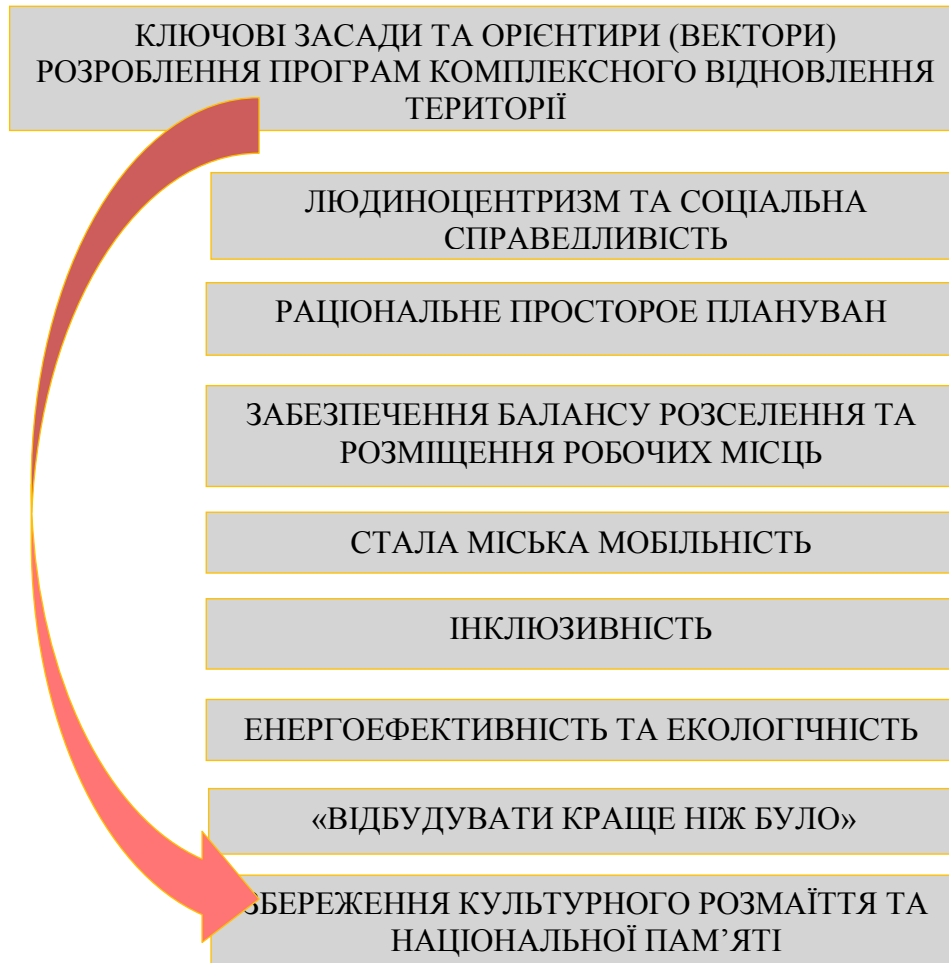 КЛЮЧОВІ ЗАСАДИ ТА ОРІЄНТИРИ (ВЕКТОРИ)
РОЗРОБЛЕННЯ ПРОГРАМ КОМПЛЕКСНОГО ВІДНОВЛЕННЯ
ТЕРИТОРІЇ
ЛЮДИНОЦЕНТРИЗМ ТА СОЦІАЛЬНА
СПРАВЕДЛИВІСТЬ
РАЦІОНАЛЬНЕ ПРОСТОРОЕ ПЛАНУВАН
ЗАБЕЗПЕЧЕННЯ БАЛАНСУ РОЗСЕЛЕННЯ ТА
РОЗМІЩЕННЯ РОБОЧИХ МІСЦЬ
СТАЛА МІСЬКА МОБІЛЬНІСТЬ
ІНКЛЮЗИВНІСТЬ
ЕНЕРГОЕФЕКТИВНІСТЬ ТА ЕКОЛОГІЧНІСТЬ
«ВІДБУДУВАТИ КРАЩЕ НІЖ БУЛО»
ЗБЕРЕЖЕННЯ КУЛЬТУРНОГО РОЗМАЇТТЯ ТА
НАЦІОНАЛЬНОЇ ПАМ’ЯТІ